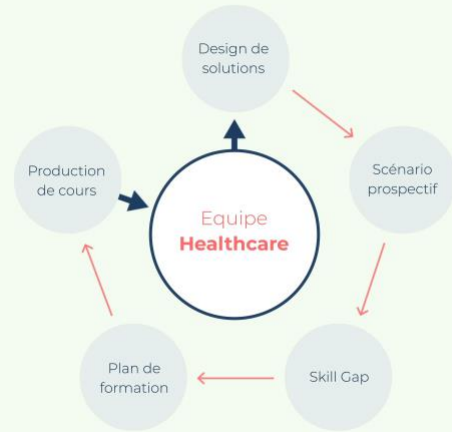 Design de
solutions
Scénario
prospectif
Skill Gap
Plan de
formation
Production
de cours
Equipe
Healthcare